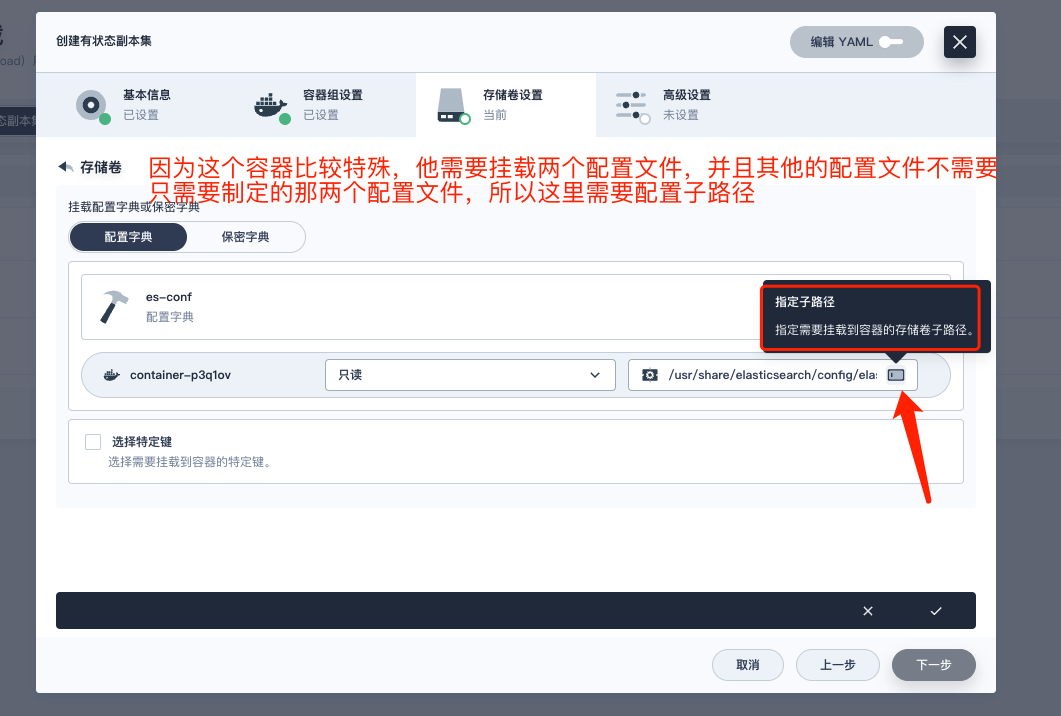 戏
oad)
创建有状态副本集
编辑 YAML
态副本集
基本信息
已设置
容器组设置
已设置
存储卷设置
当前
高级设置
未设置
存储卷
因为这个容器比较特殊，他需要挂载两个配置文件，并且其他的配置文件不需要
只需要制定的那两个配置文件，所以这里需要配置子路径
挂载配置字典或保密字典
配置字典
保密字典
es-conf
配置字典
指定子路径
指定需要挂载到容器的存储卷子路径。
container-p3q1ov
只读
/usr/share/elasticsearch/config/elas
选择特定键
选择需要挂载到容器的特定键。
取消
上一步
下一步